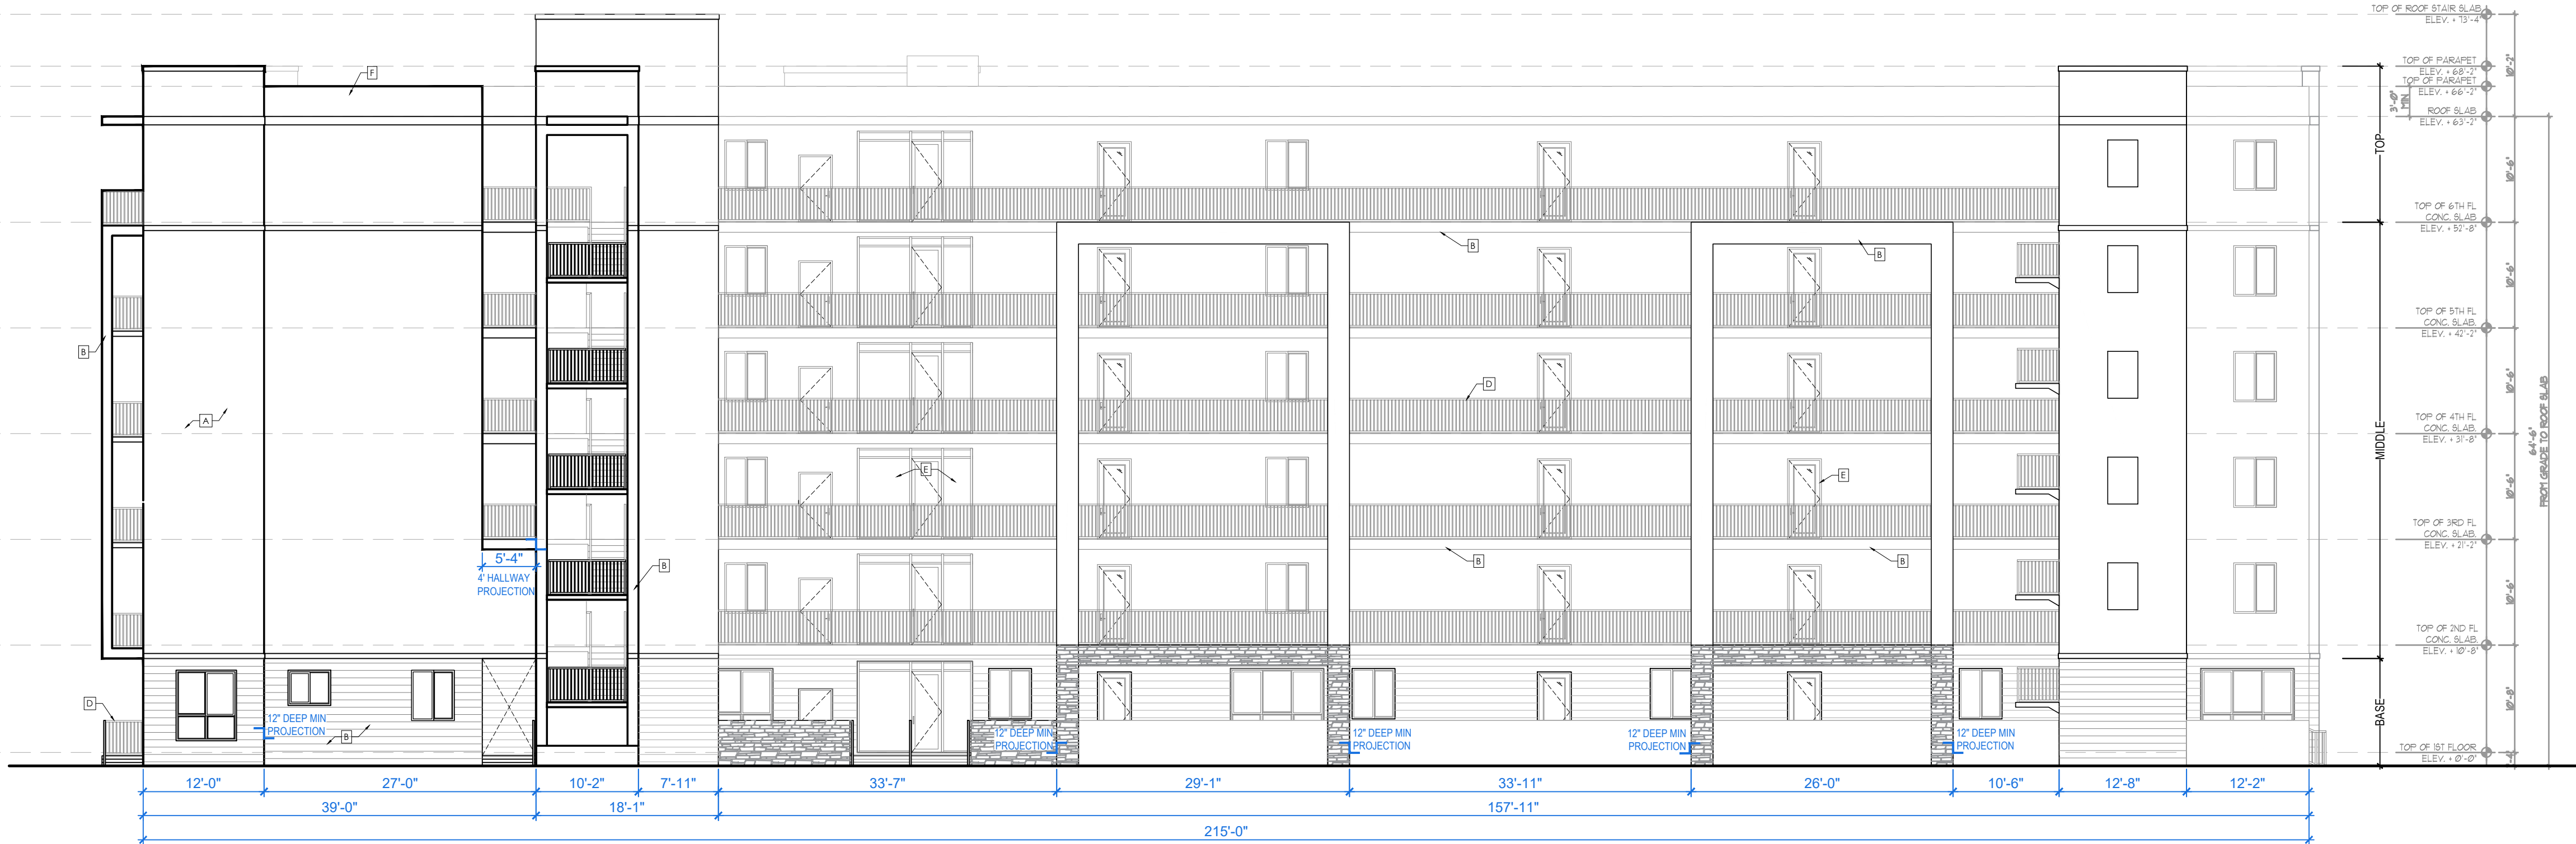 TOP OF ROOF STAIR SLAB
ELEV. + 73'-4"
TOP OF PARAPET
ELEV. + 68'-2"
TOP OF PARAPET
ELEV. + 66'-2"
ROOF SLAB
ELEV. + 63'-2"
TOP OF 6TH FL
CONC. SLAB
ELEV. + 52'-8"
TOP OF 5TH FL
CONC. SLAB.
ELEV. + 42'-2"
TOP OF 4TH FL
CONC. SLAB.
ELEV. + 31'-8"
TOP OF 3RD FL
CONC. SLAB.
ELEV. + 21'-2"
TOP OF 2ND FL
CONC. SLAB.
ELEV. + 10'-8"
TOP OF 1ST FLOOR
ELEV. + 0'-0"
10'-2"
3'-0"
MIN
10'-6"
10'-6"
10'-6"
10'-6"
10'-6"
10'-8"
64'-6"
FROM GRADE TO ROOF SLAB
TOP
MIDDLE
BASE
F
B
B
B
A
D
E
E
B
B
B
D
B
5'-4"
4' HALLWAY
PROJECTION
12" DEEP MIN
PROJECTION
12" DEEP MIN
PROJECTION
12" DEEP MIN
PROJECTION
12" DEEP MIN
PROJECTION
12" DEEP MIN
PROJECTION
12'-0" 27'-0" 10'-2" 7'-11" 33'-7" 29'-1" 33'-11" 26'-0" 10'-6" 12'-8" 12'-2"
39'-0" 18'-1" 157'-11"
215'-0"